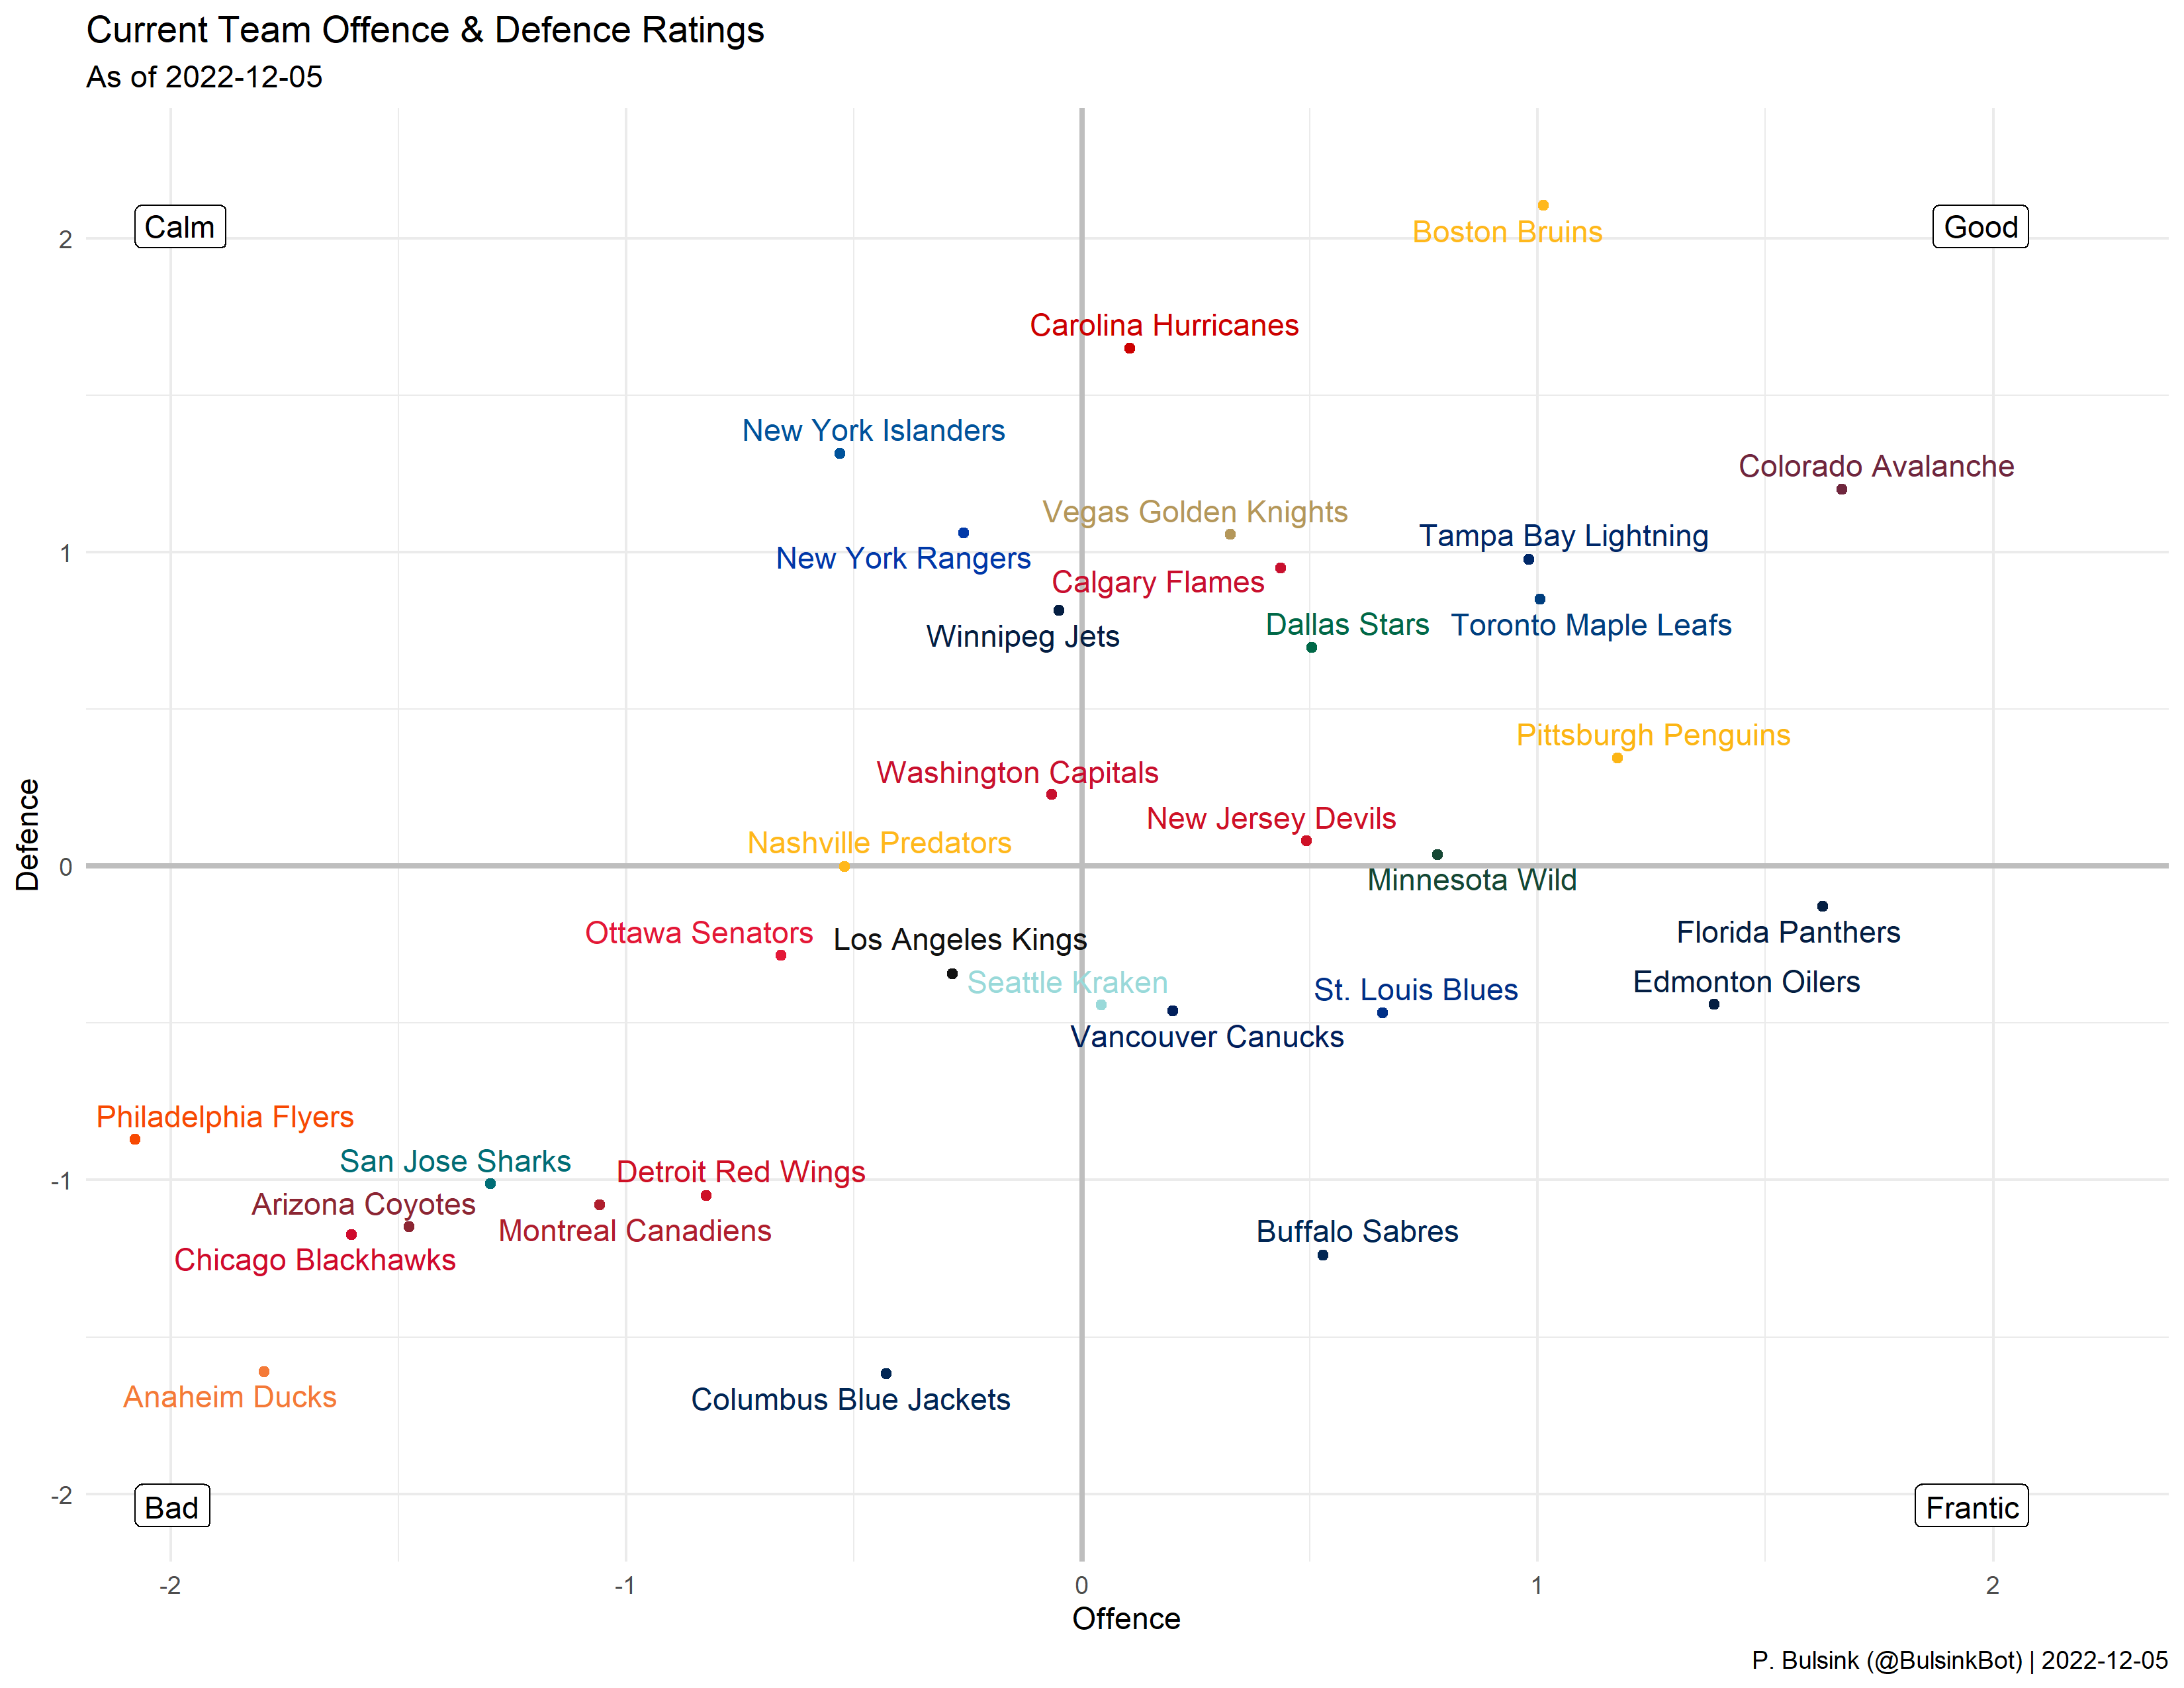 Current Team Offence & Defence Ratings
As of 2022-12-05
Calm
Good
2
Boston Bruins
Carolina Hurricanes
New York Islanders
Colorado Avalanche
Vegas Golden Knights
Tampa Bay Lightning
1
New York Rangers
Calgary Flames
Dallas Stars
Toronto Maple Leafs
Winnipeg Jets
Pittsburgh Penguins
Washington Capitals
New Jersey Devils
Defence
Nashville Predators
0
Minnesota Wild
Ottawa Senators
Los Angeles Kings
Florida Panthers
Seattle Kraken
St. Louis Blues
Edmonton Oilers
Vancouver Canucks
Philadelphia Flyers
San Jose Sharks
Detroit Red Wings
-1
Arizona Coyotes
Montreal Canadiens
Buffalo Sabres
Chicago Blackhawks
Anaheim Ducks
Columbus Blue Jackets
-2
Bad
Frantic
-2
-1
0
1
2
Offence
P. Bulsink (@BulsinkBot) | 2022-12-05